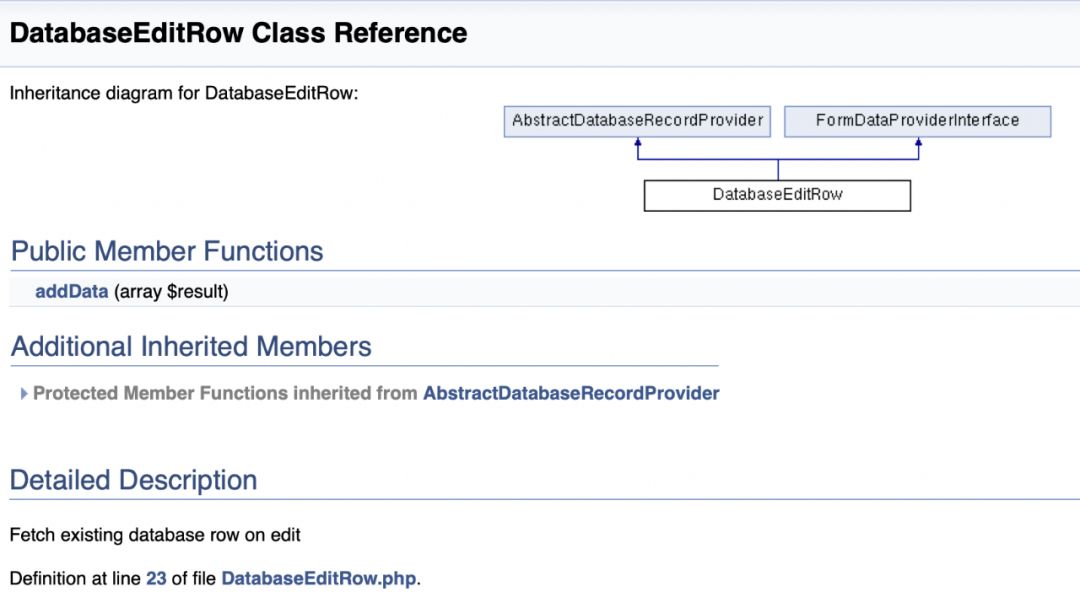 DatabaseEditRow Class Reference
Inheritance diagram for DatabaseEditRow:
AbstractDatabaseRecordProvider FormDataProviderInterface
DatabaseEditRow
Public Member Functions
addData (array $result)
Additional Inherited Members
Protected Member Functions inherited from AbstractDatabaseRecordProvider
Detailed Description
Fetch existing database row on edit
Definition at line 23 of file DatabaseEditRow.php.